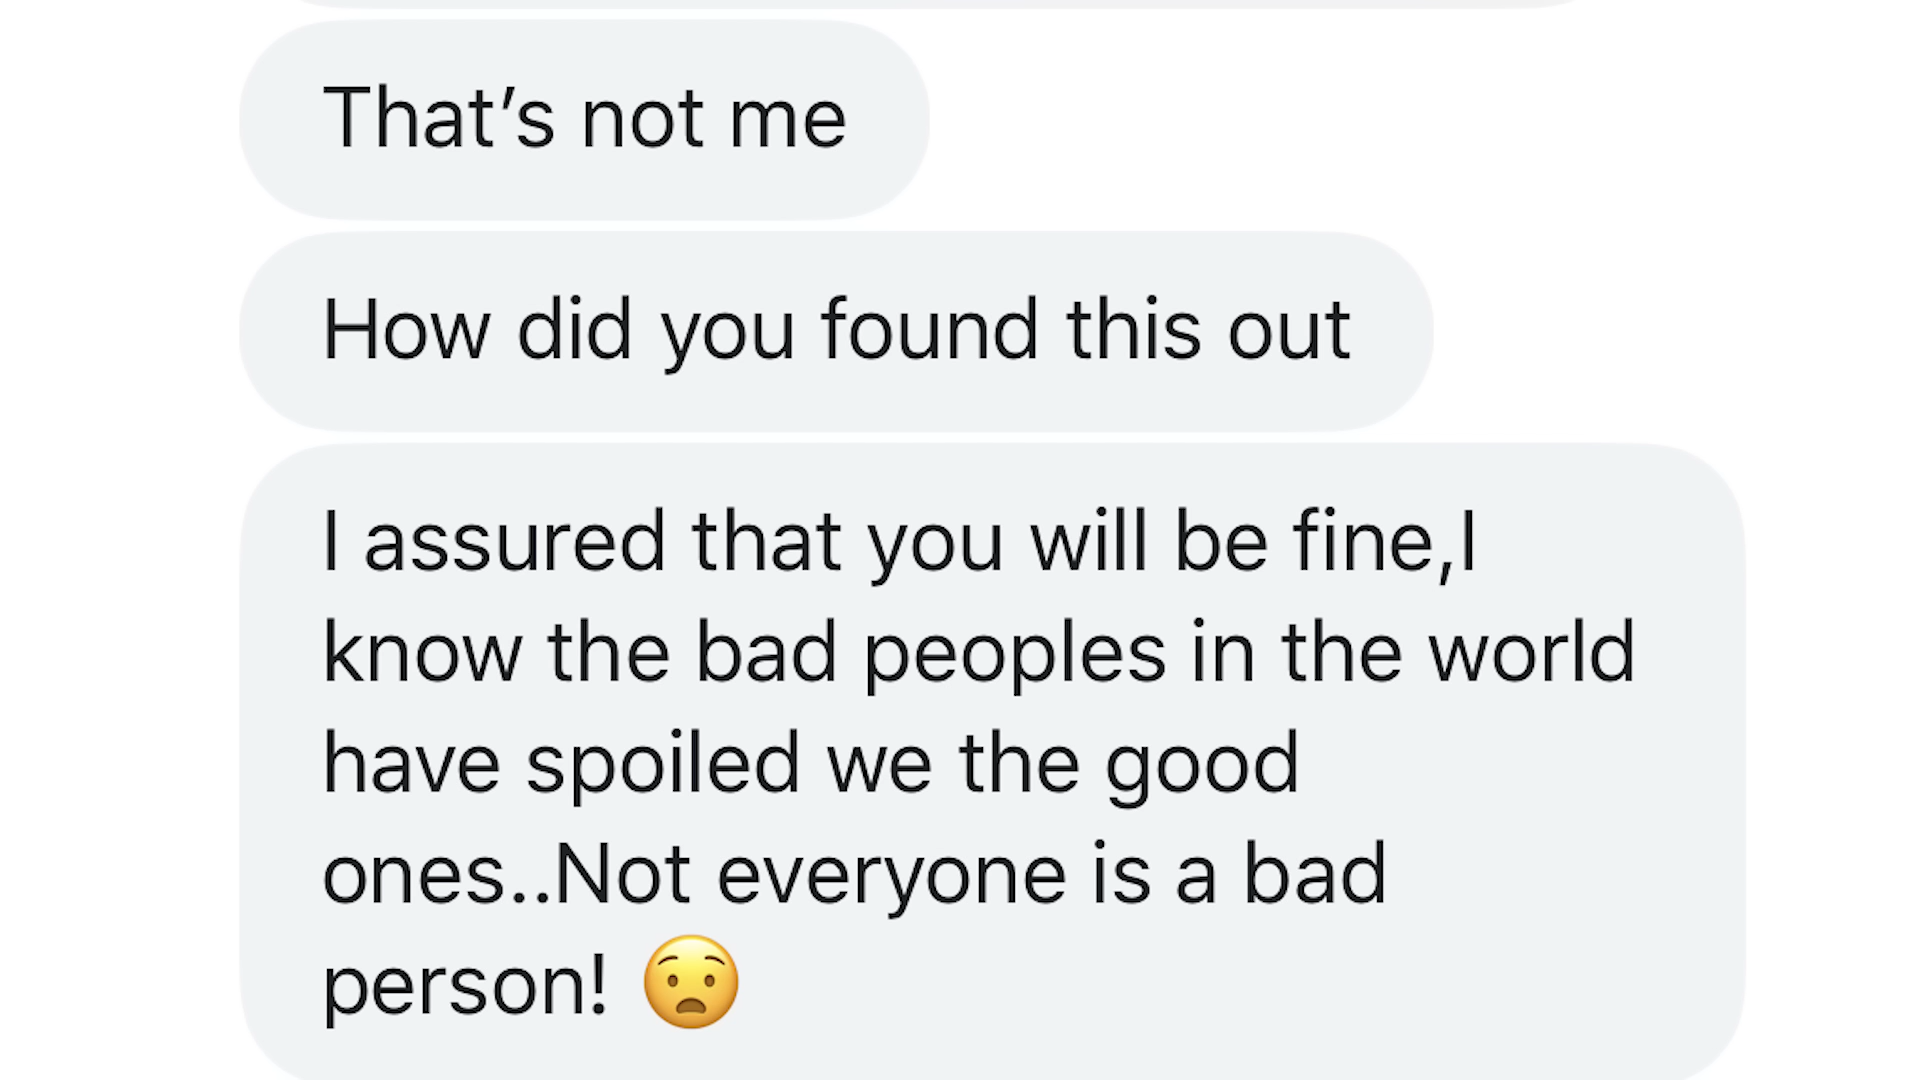 That’s not me
How did you found this out
I assured that you will be fine,I
know the bad peoples in the world
have spoiled we the good
ones..Not everyone is a bad
person! 😧